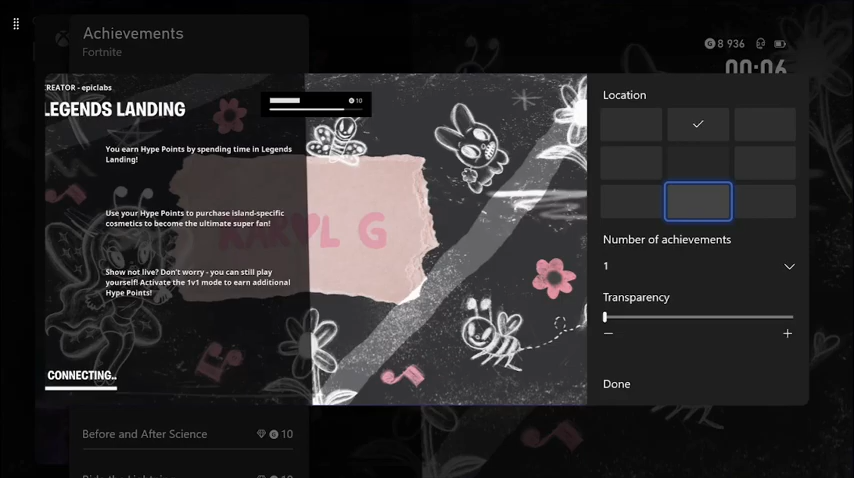 Achievements
Fortnite
8 936
00:06
CREATOR - epiclabs
LEGENDS LANDING
10
You earn Hype Points by spending time in Legends
Landing!
Use your Hype Points to purchase island-specific
cosmetics to become the ultimate super fan!
KAROL G
Show not live? Don't worry - you can still play
yourself! Activate the 1v1 mode to earn additional
Hype Points!
CONNECTING..
Location
Number of achievements
1
Transparency
Done
Before and After Science
10